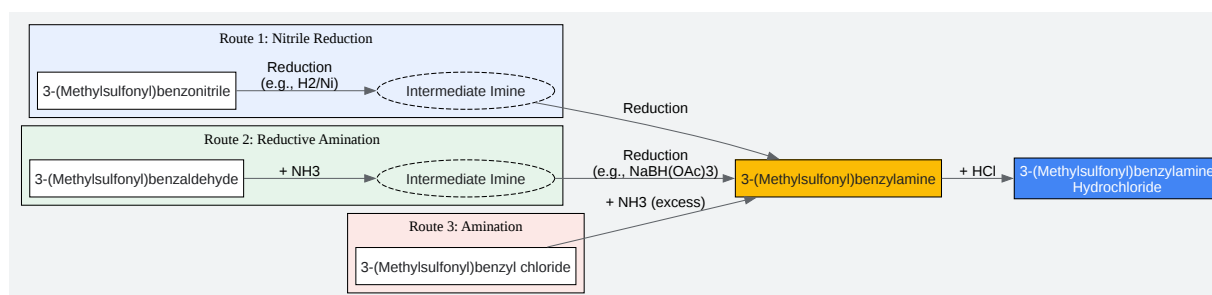 Route 1: Nitrile Reduction
3-(Methylsulfonyl)benzonitrile
Reduction
(e.g., H2/Ni)
Intermediate Imine
Reduction
Route 2: Reductive Amination
3-(Methylsulfonyl)benzaldehyde
+ NH3
Intermediate Imine
Reduction
(e.g., NaBH(OAc)3)
3-(Methylsulfonyl)benzylamine
+ HCl
3-(Methylsulfonyl)benzylamine
Hydrochloride
+ NH3 (excess)
Route 3: Amination
3-(Methylsulfonyl)benzyl chloride